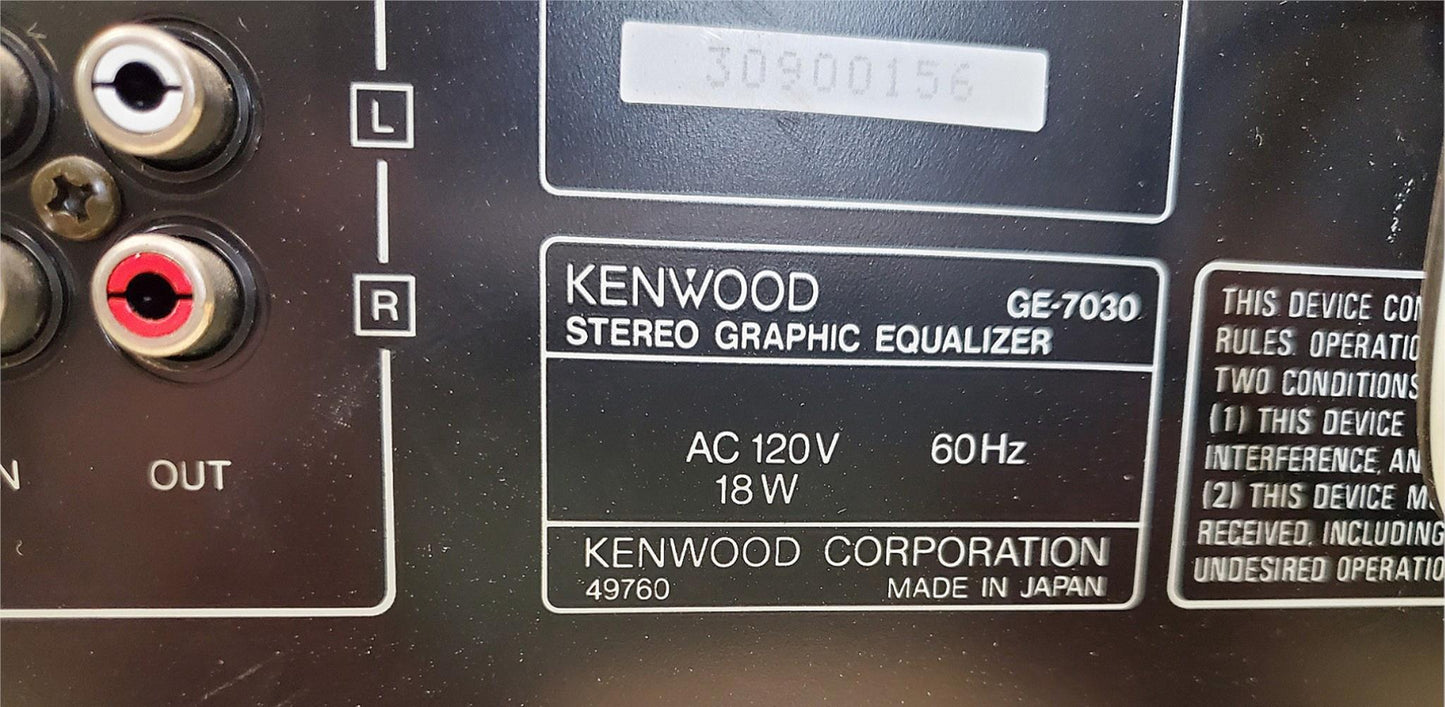 L
R
OUT
30900156
KENWOOD
GE-7030
STEREO GRAPHIC EQUALIZER
AC 120V 60Hz
18W
KENWOOD CORPORATION
49760 MADE IN JAPAN
THIS DEVICE
RULES. OPERATIO
TWO CONDITIONS
(1) THIS DEVICE
INTERFERENCE, AN
(2) THIS DEVICE M
RECEIVED, INCLUDING
UNDESIRED OPERATIO